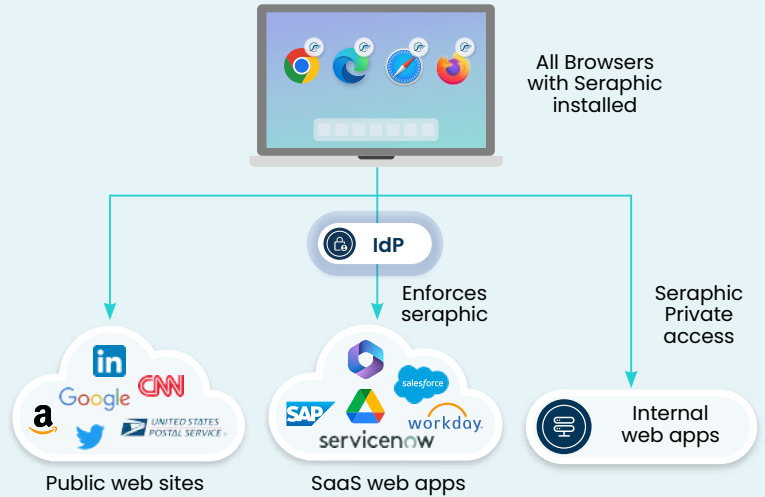 All Browsers
with Seraphic
installed
IdP
Enforces
seraphic
Seraphic
Private
access
in
CNN
Google
a
UNITED STATES
POSTAL SERVICE
salesforce
SAP
workday.
servicenow
Internal
web apps
Public web sites
SaaS web apps